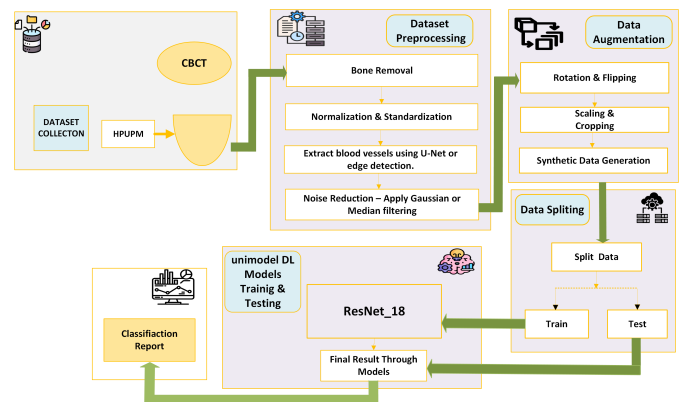 CBCT
DATASET
COLLECTON
HPUPM
Dataset
Preprocessing
Bone Removal
Normalization & Standardization
Extract blood vessels using U-Net or
edge detection.
Noise Reduction – Apply Gaussian or
Median filtering
Data
Augmentation
Rotation & Flipping
Scaling &
Cropping
Synthetic Data Generation
Data Spliting
Split Data
Train
Test
unimodel DL
Models
Trainig &
Testing
ResNet_18
Final Result Through
Models
Classifiaction
Report